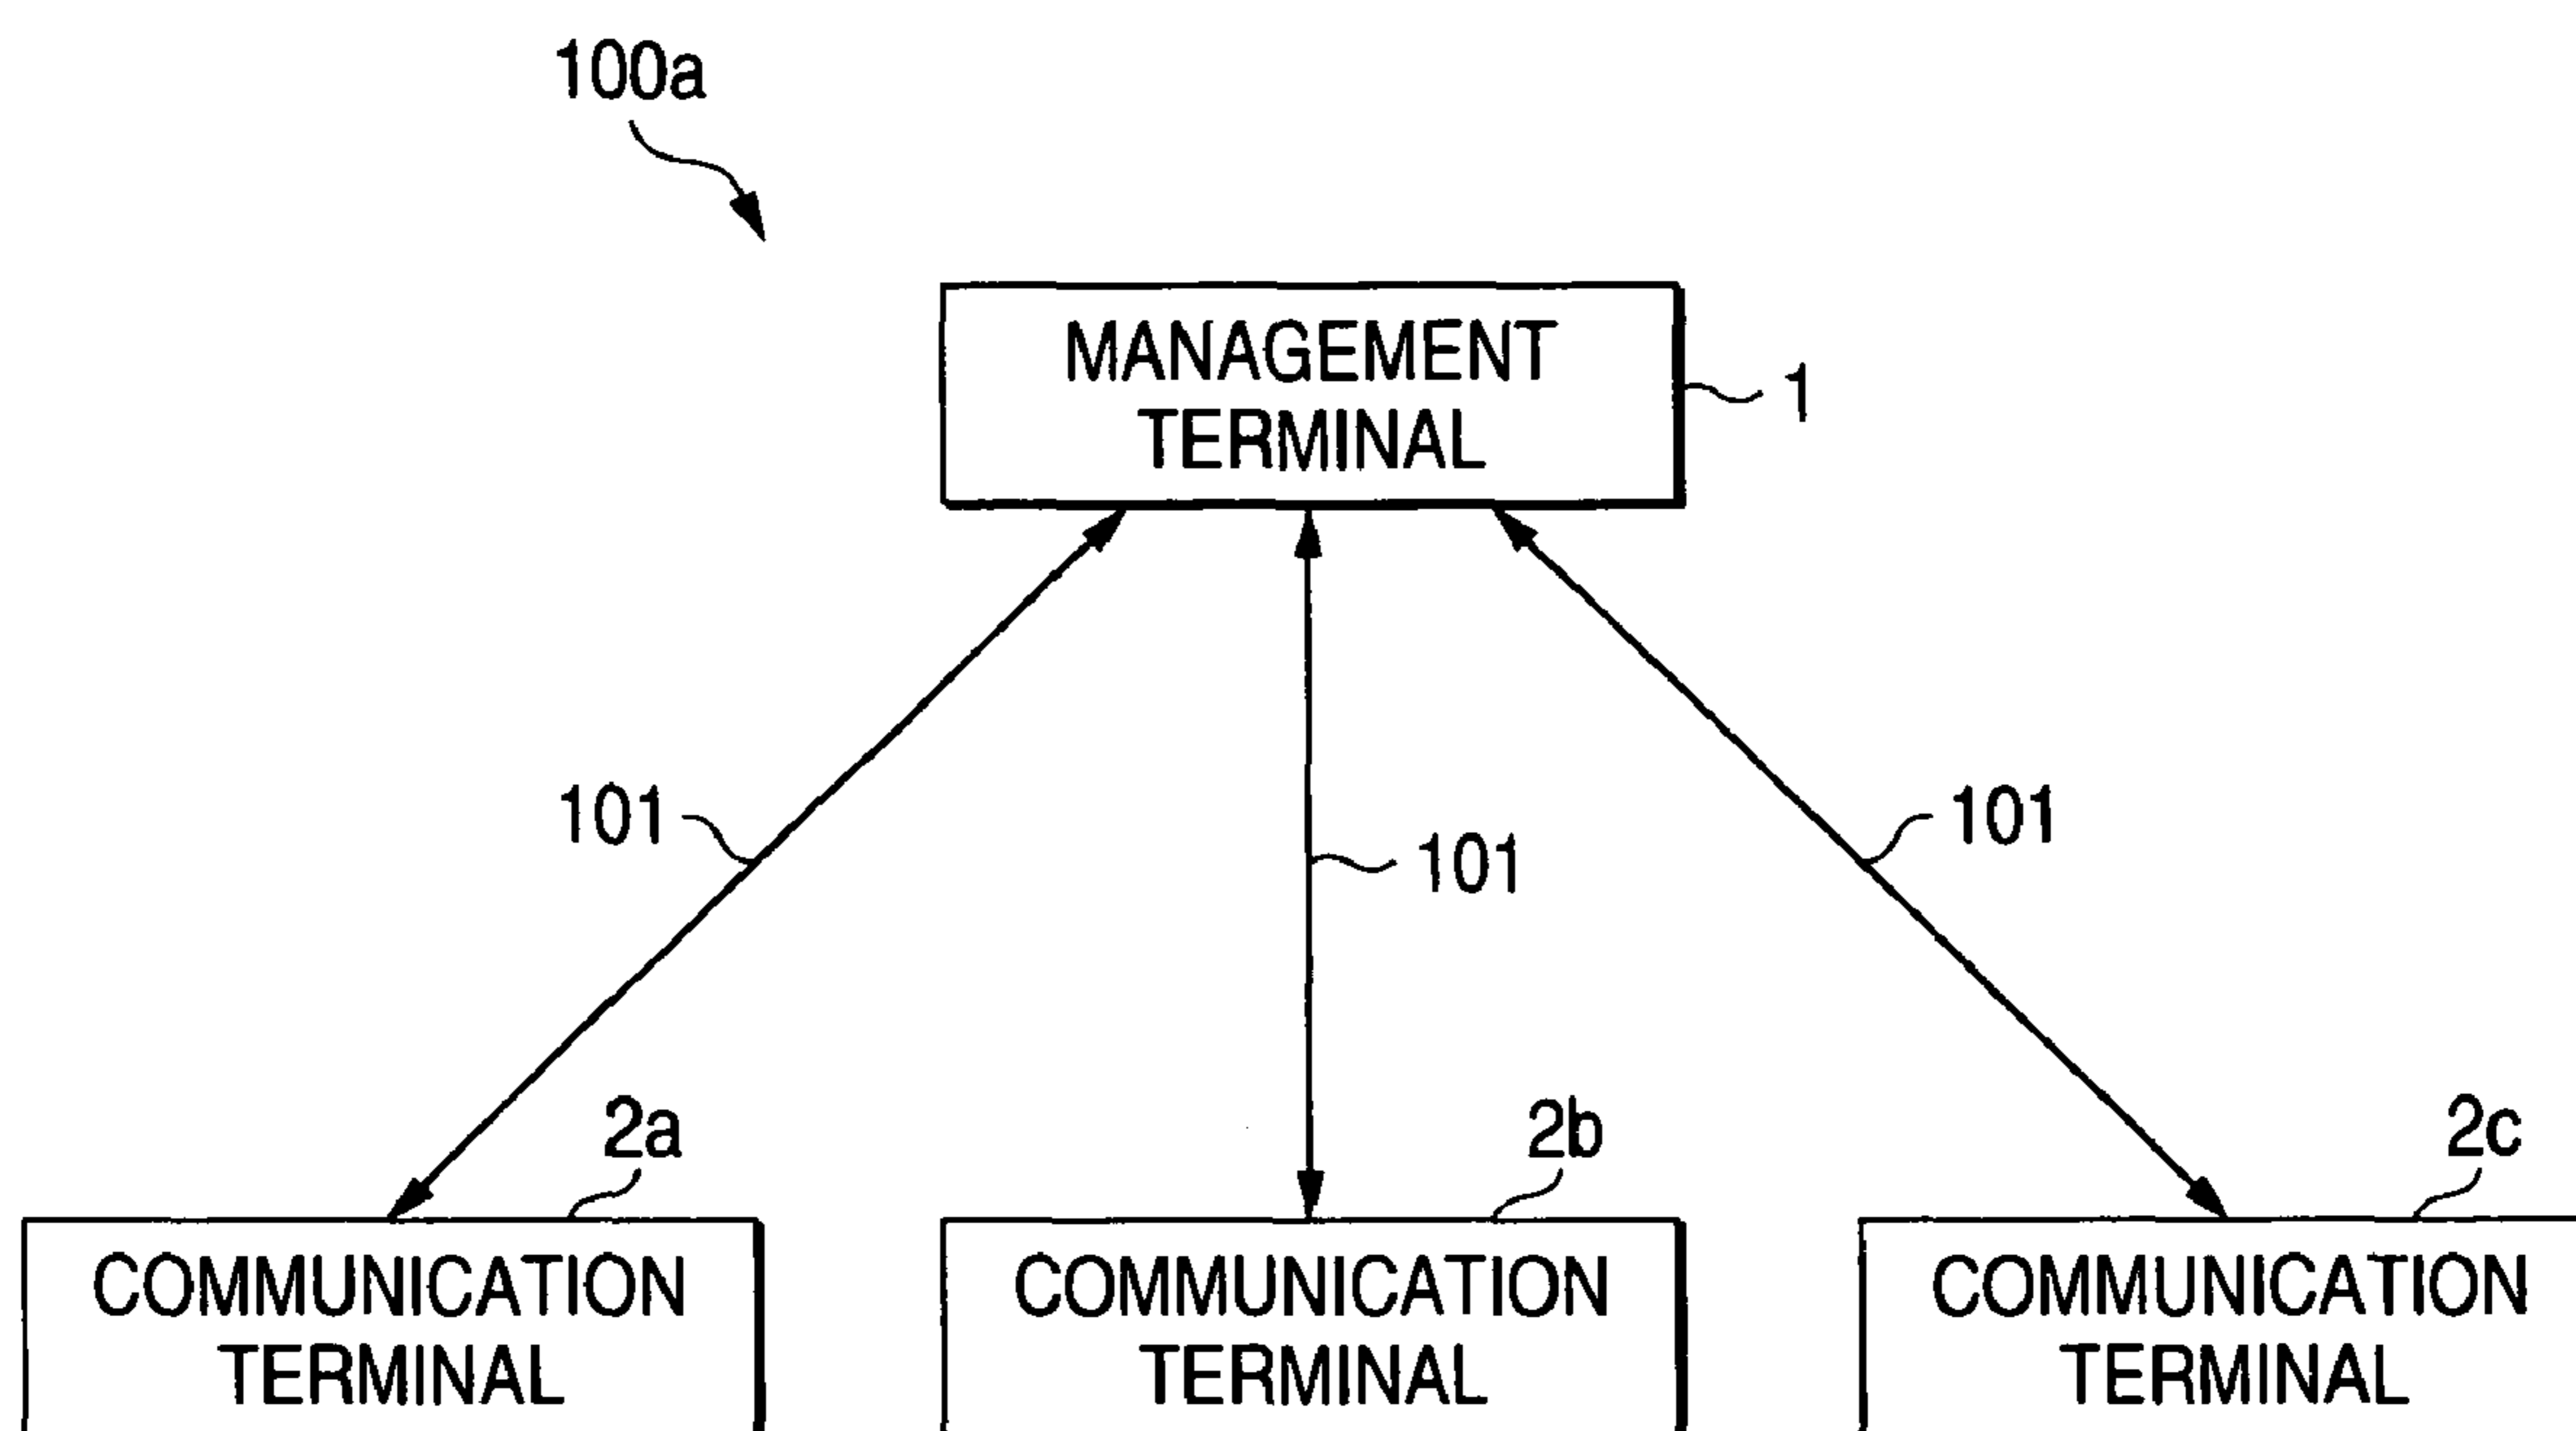 100a
MANAGEMENT
TERMINAL
1
101
101
101
2a
2b
2c
COMMUNICATION
TERMINAL
COMMUNICATION
TERMINAL
COMMUNICATION
TERMINAL